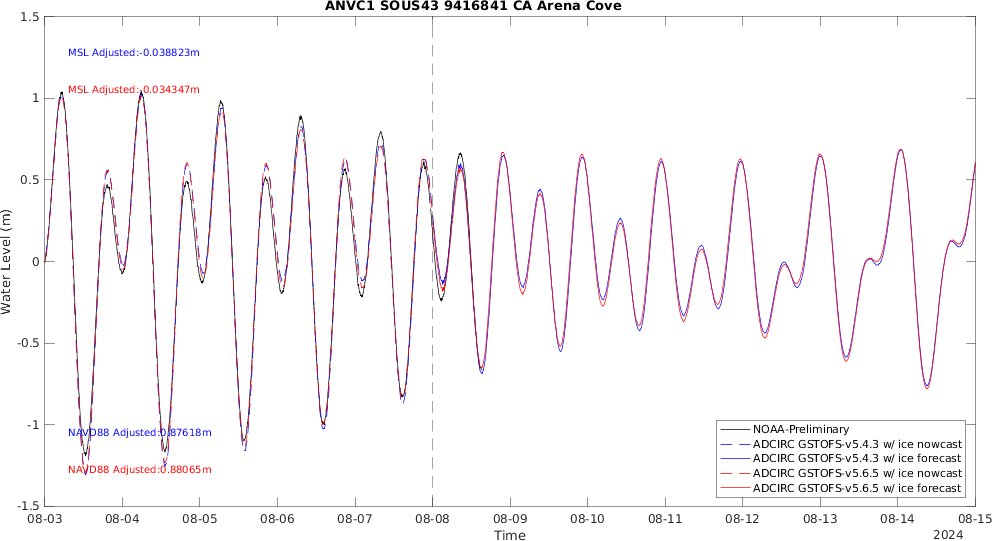 ANVC1 SOUS43 9416841 CA Arena Cove
1.5
1
0.5
0
-0.5
-1
-1.5
Water Level (m)
MSL Adjusted:-0.038823m
MSL Adjusted:-0.034347m
NAVD88 Adjusted:0.87618m
NAVD88 Adjusted:0.88065m
NOAA-Preliminary
ADCIRC GSTOFS-v5.4.3 w/ ice nowcast
ADCIRC GSTOFS-v5.4.3 w/ ice forecast
ADCIRC GSTOFS-v5.6.5 w/ ice nowcast
ADCIRC GSTOFS-v5.6.5 w/ ice forecast
08-03 08-04 08-05 08-06 08-07 08-08 08-09 08-10 08-11 08-12 08-13 08-14 08-15
Time
2024